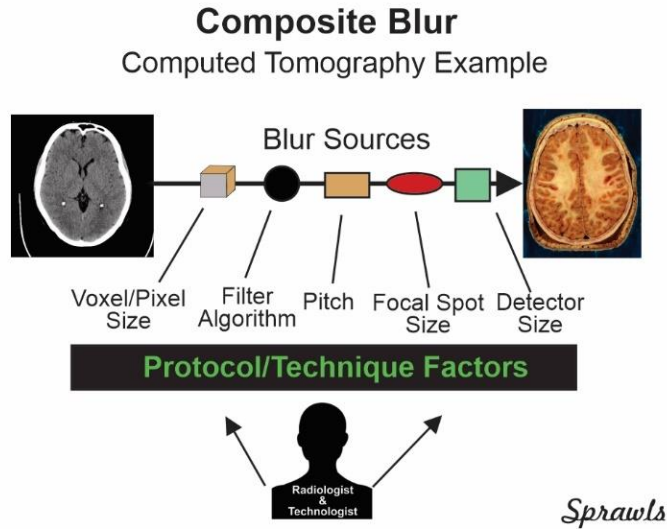 Composite Blur
Computed Tomography Example
Blur Sources
Voxel/Pixel
Size
Filter
Algorithm
Pitch
Focal Spot
Size
Detector
Size
Protocol/Technique Factors
Radiologist
&
Technologist
Sprawls